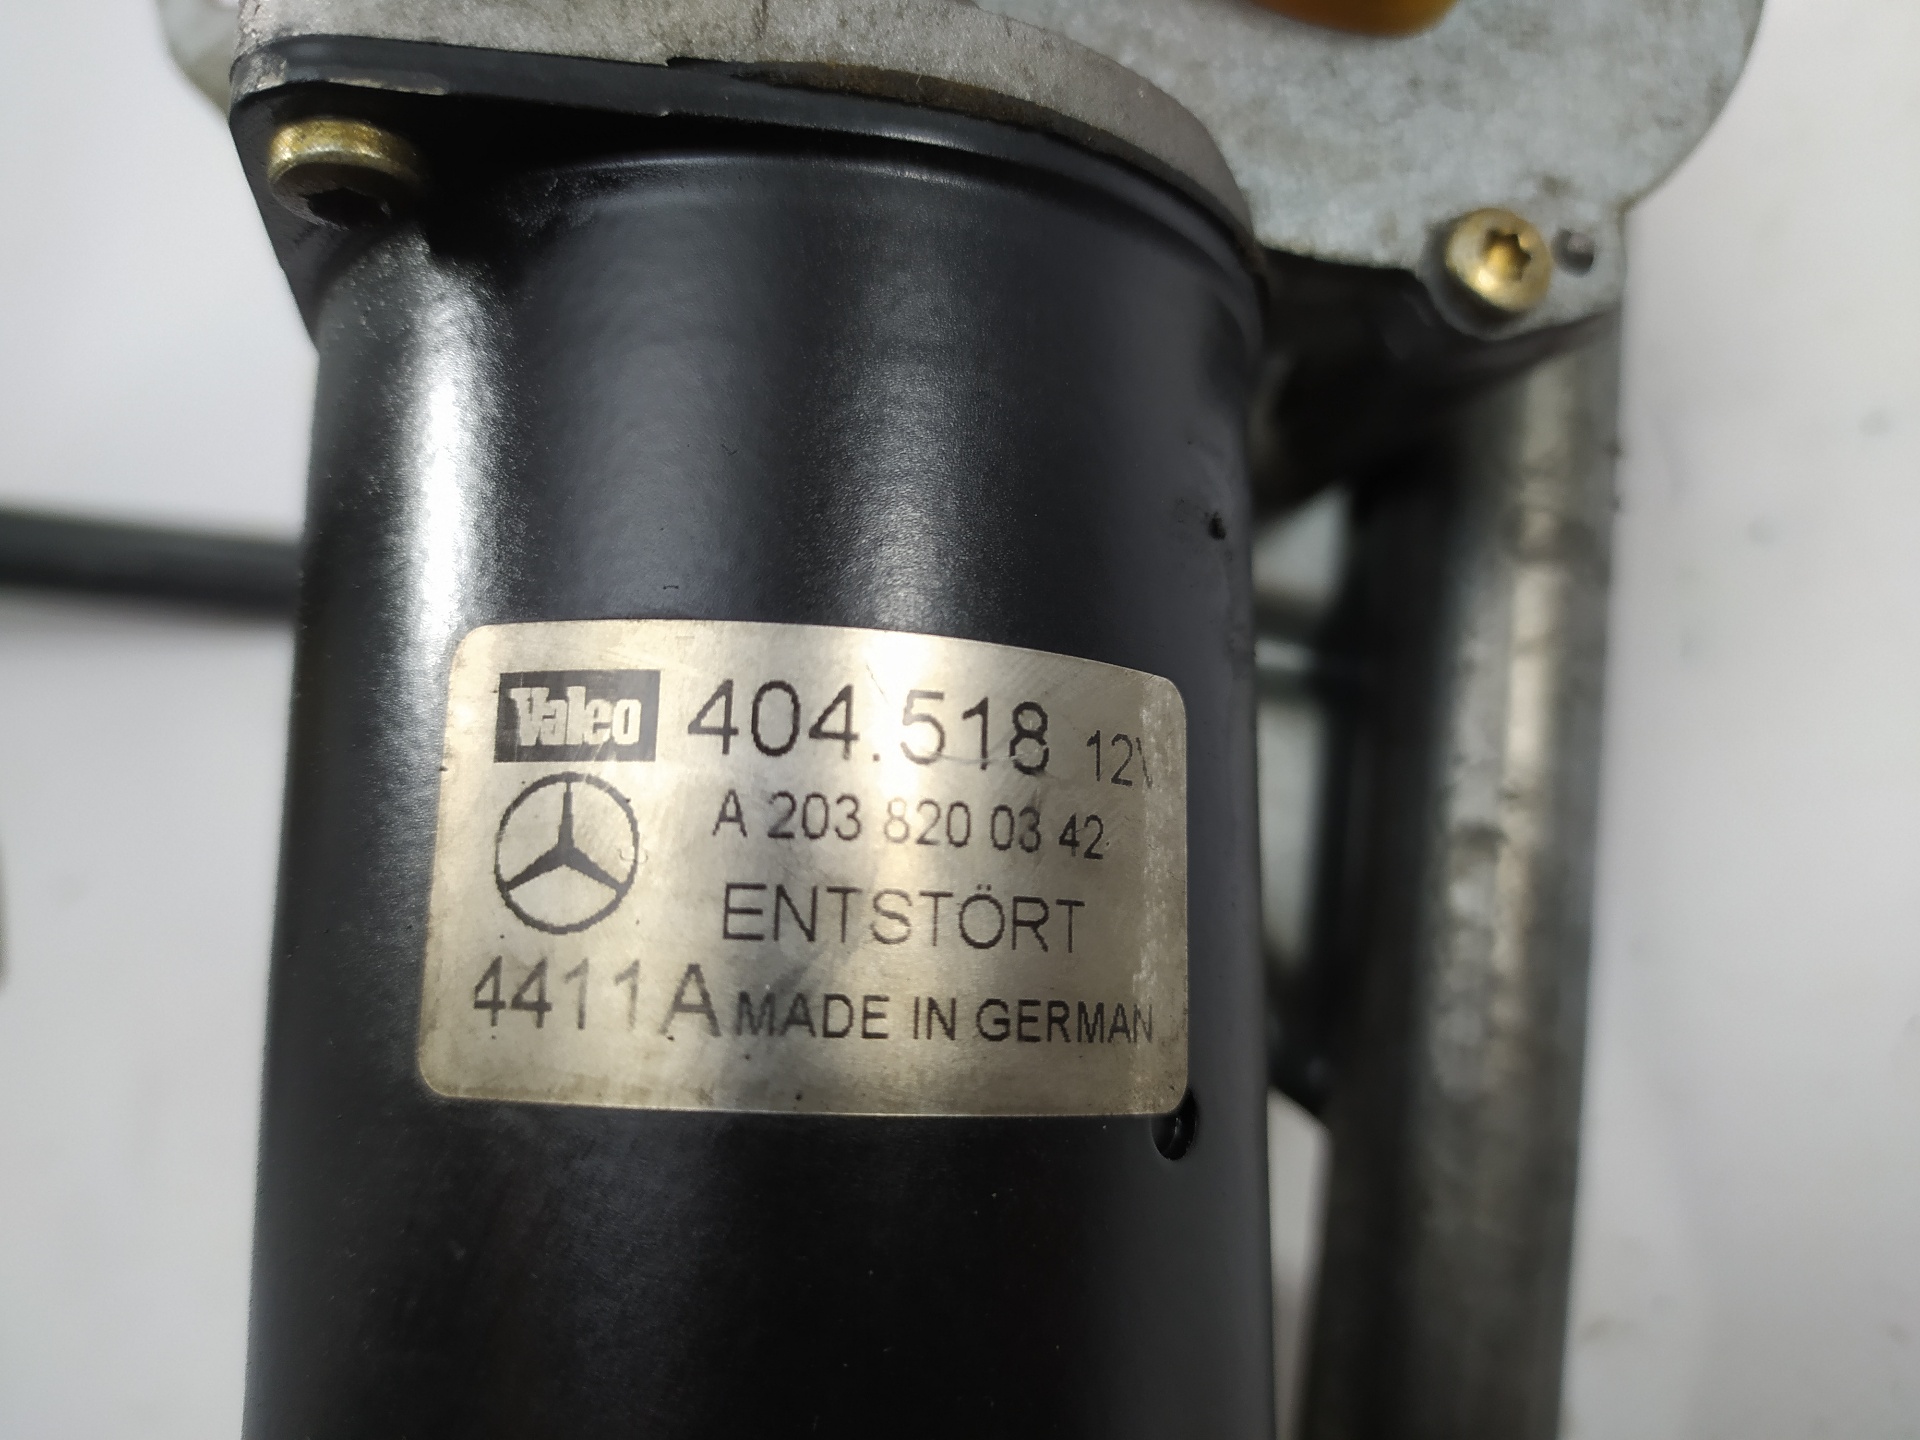 Valeo 404.518 12V
A 203 820 03 42
ENTSTÖRT
4411A MADE IN GERMAN